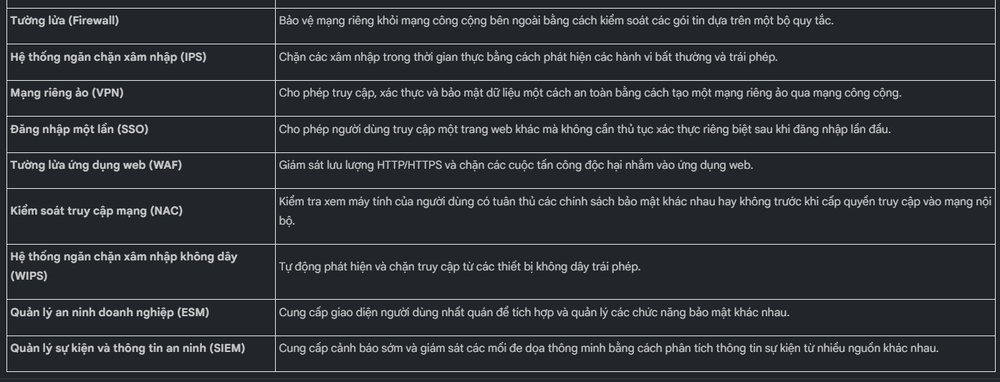 Tường lửa (Firewall)
Bảo vệ mạng riêng khỏi mạng công cộng bên ngoài bằng cách kiểm soát các gói tin dựa trên một bộ quy tắc.
Hệ thống ngăn chặn xâm nhập (IPS)
Chặn các xâm nhập trong thời gian thực bằng cách phát hiện các hành vi bất thường và trái phép.
Mạng riêng ảo (VPN)
Cho phép truy cập, xác thực và bảo mật dữ liệu một cách an toàn bằng cách tạo một mạng riêng ảo qua mạng công cộng.
Đăng nhập một lần (SSO)
Cho phép người dùng truy cập một trang web khác mà không cần thủ tục xác thực riêng biệt sau khi đăng nhập lần đầu.
Tường lửa ứng dụng web (WAF)
Giám sát lưu lượng HTTP/HTTPS và chặn các cuộc tấn công độc hại nhắm vào ứng dụng web.
Kiểm soát truy cập mạng (NAC)
Kiểm tra xem máy tính của người dùng có tuân thủ các chính sách bảo mật khác nhau hay không trước khi cấp quyền truy cập vào mạng nội
bộ.
Hệ thống ngăn chặn xâm nhập không dây
(WIPS)
Tự động phát hiện và chặn truy cập từ các thiết bị không dây trái phép.
Quản lý an ninh doanh nghiệp (ESM)
Cung cấp giao diện người dùng nhất quán để tích hợp và quản lý các chức năng bảo mật khác nhau.
Quản lý sự kiện và thông tin an ninh (SIEM)
Cung cấp cảnh báo sớm và giám sát các mối đe dọa thông minh bằng cách phân tích thông tin sự kiện từ nhiều nguồn khác nhau.